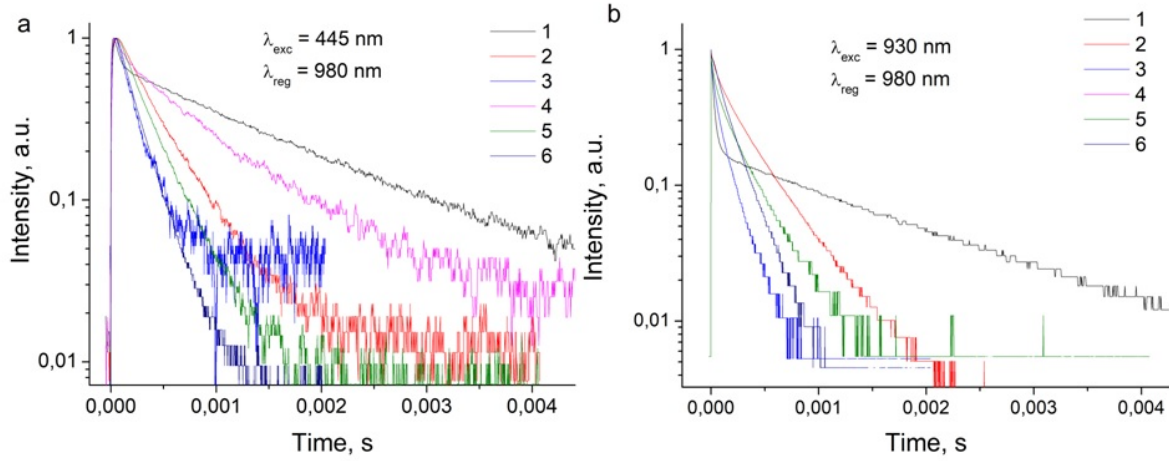 a
λexc = 445 nm
λreg = 980 nm
1
2
3
4
5
6
1
0,1
0,01
Intensity, a.u.
0,000
0,001
0,002
0,003
0,004
Time, s
b
λexc = 930 nm
λreg = 980 nm
1
2
3
4
5
6
1
0,1
0,01
Intensity, a.u.
0,000
0,001
0,002
0,003
0,004
Time, s